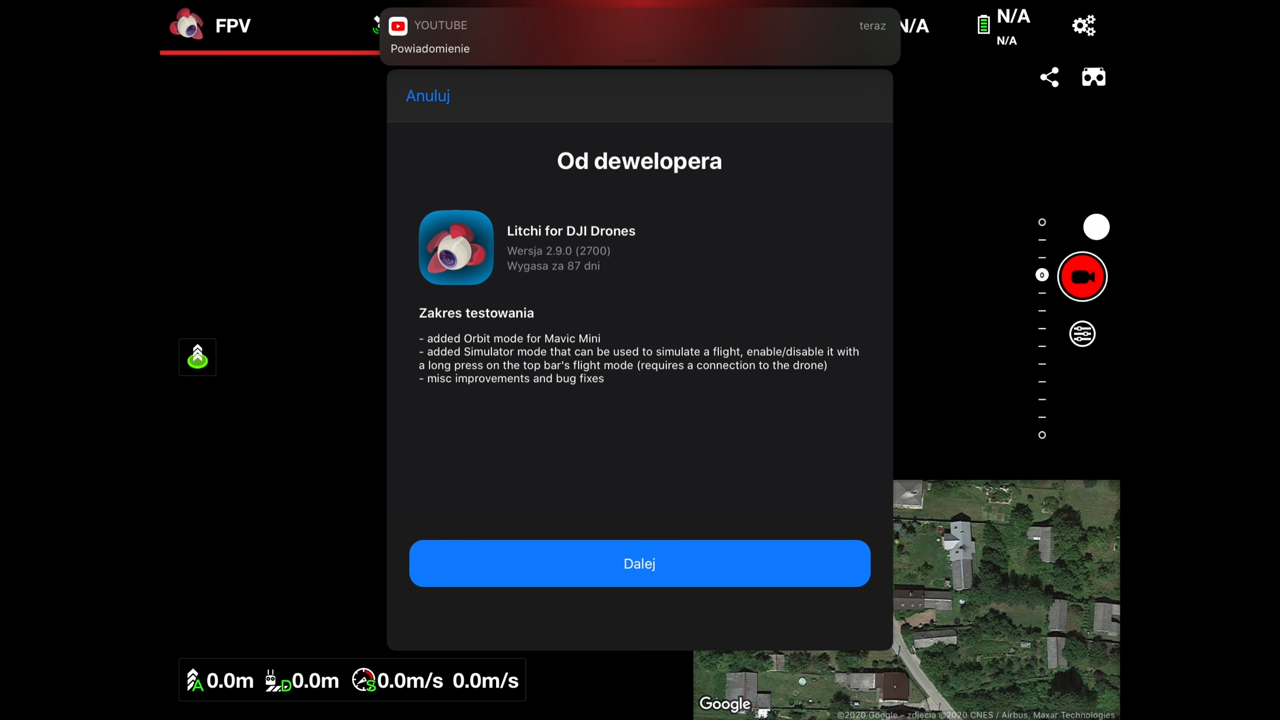 FPV
YOUTUBE
teraz
Powiadomienie
N/A
N/A
N/A
Anuluj
Od dewelopera
Litchi for DJI Drones
Wersja 2.9.0 (2700)
Wygasa za 87 dni
Zakres testowania
- added Orbit mode for Mavic Mini
- added Simulator mode that can be used to simulate a flight, enable/disable it with
a long press on the top bar's flight mode (requires a connection to the drone)
- misc improvements and bug fixes
0
Dalej
A 0.0m D 0.0m S 0.0m/s 0.0m/s
Google
©2020 Google – zdjęcia ©2020 CNES / Airbus, Maxar Technologies